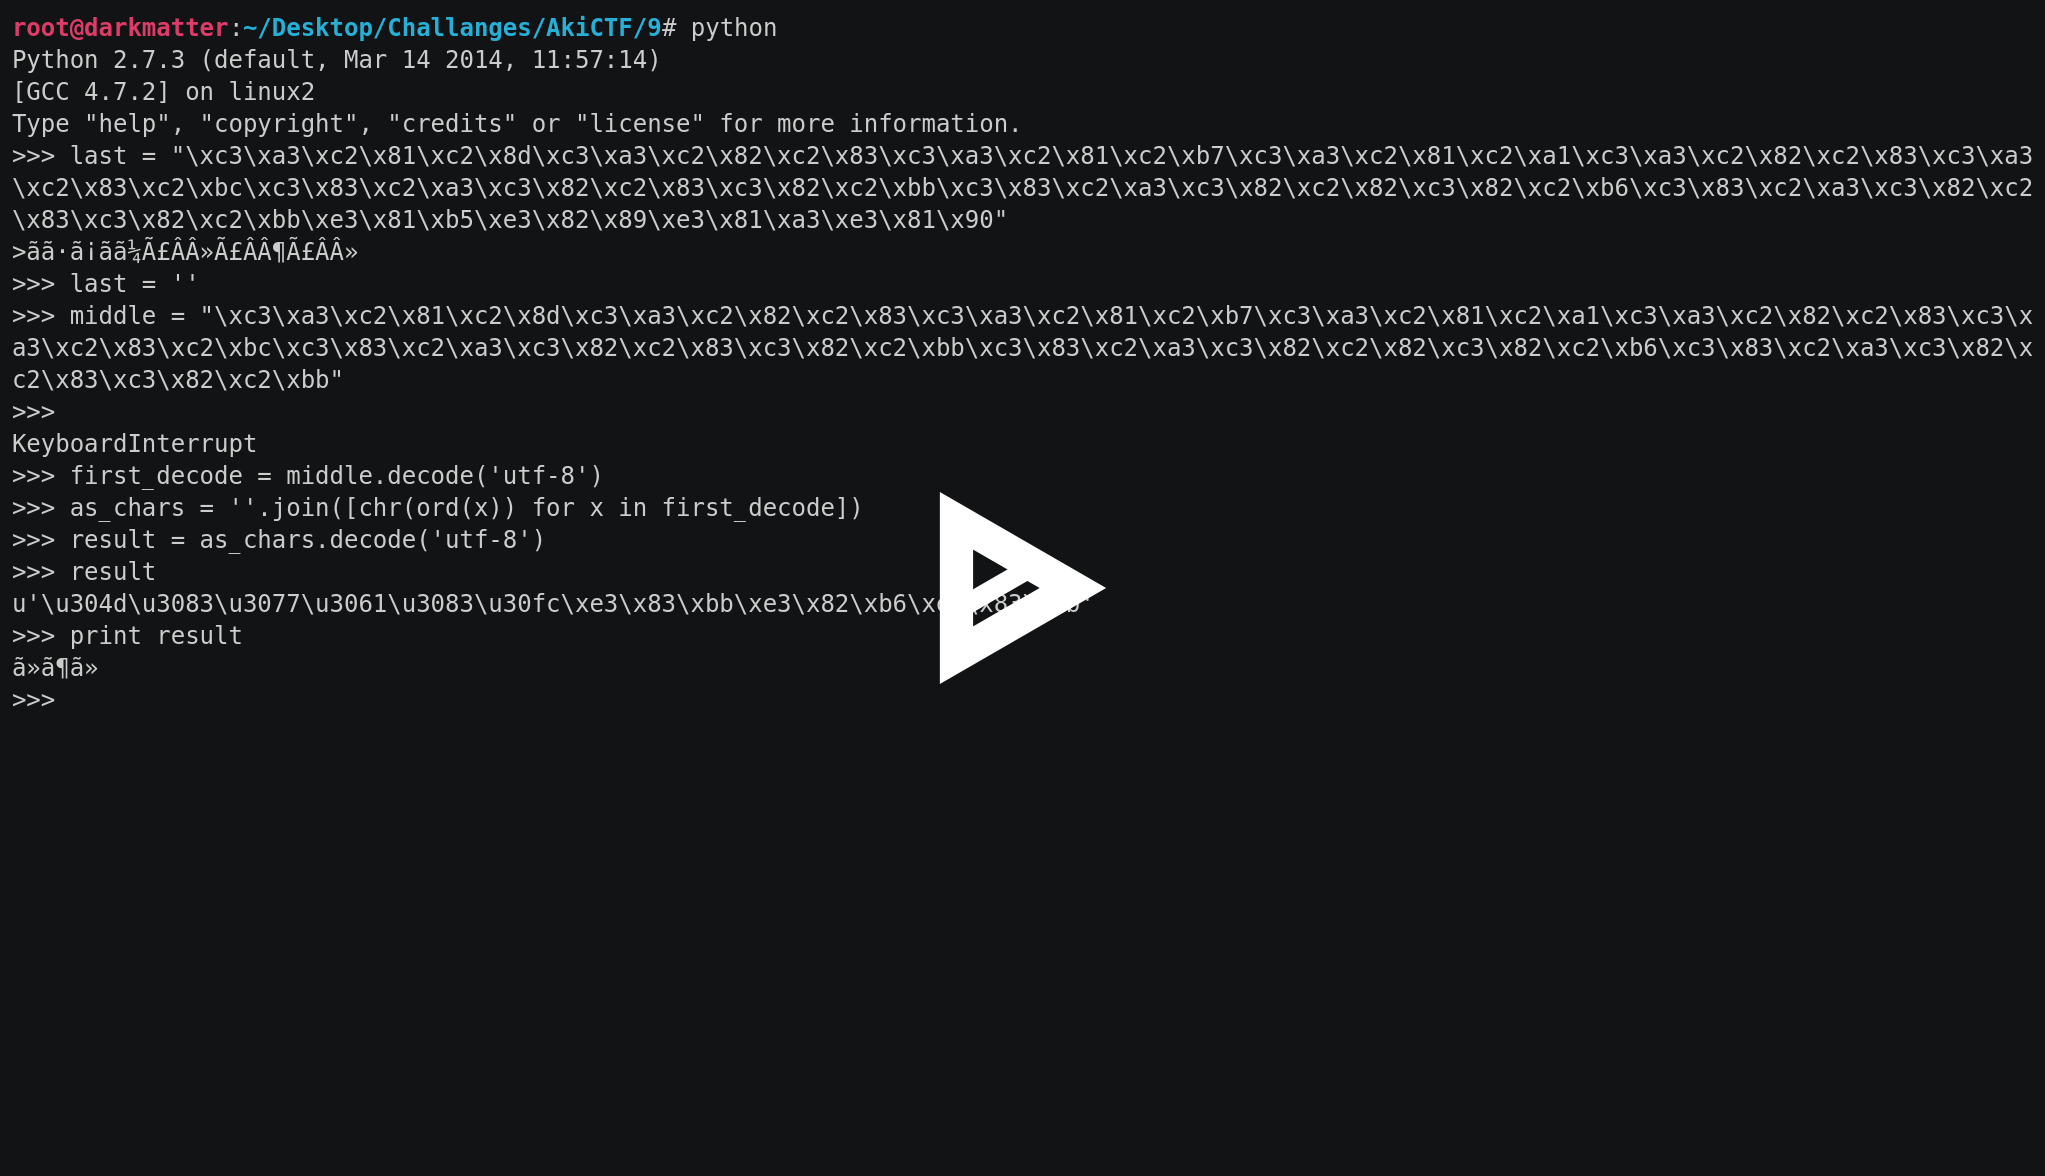 root@darkmatter:~/Desktop/Challanges/AkiCTF/9# python
Python 2.7.3 (default, Mar 14 2014, 11:57:14)
[GCC 4.7.2] on linux2
Type "help", "copyright", "credits" or "license" for more information.
>>> last = "\xc3\xa3\xc2\x81\xc2\x8d\xc3\xa3\xc2\x82\xc2\x83\xc3\xa3\xc2\x81\xc2\xb7\xc3\xa3\xc2\x81\xc2\xa1\xc3\xa3\xc2\x82\xc2\x83\xc3\xa3
\xc2\x83\xc2\xbc\xc3\x83\xc2\xa3\xc3\x82\xc2\x83\xc3\x82\xc2\xbb\xc3\x83\xc2\xa3\xc3\x82\xc2\x82\xc3\x82\xc2\xb6\xc3\x83\xc2\xa3\xc3\x82\xc2
\x83\xc3\x82\xc2\xbb\xe3\x81\xb5\xe3\x82\x89\xe3\x81\xa3\xe3\x81\x90"
>ãã·ã¡ãã¼Ã£ÂÂ»Ã£ÂÂ¶Ã£ÂÂ»
>>> last = ''
>>> middle = "\xc3\xa3\xc2\x81\xc2\x8d\xc3\xa3\xc2\x82\xc2\x83\xc3\xa3\xc2\x81\xc2\xb7\xc3\xa3\xc2\x81\xc2\xa1\xc3\xa3\xc2\x82\xc2\x83\xc3\x
a3\xc2\x83\xc2\xbc\xc3\x83\xc2\xa3\xc3\x82\xc2\x83\xc3\x82\xc2\xbb\xc3\x83\xc2\xa3\xc3\x82\xc2\x82\xc3\x82\xc2\xb6\xc3\x83\xc2\xa3\xc3\x82\x
c2\x83\xc3\x82\xc2\xbb"
>>>
KeyboardInterrupt
>>> first_decode = middle.decode('utf-8')
>>> as_chars = ''.join([chr(ord(x)) for x in first_decode])
>>> result = as_chars.decode('utf-8')
>>> result
u'\u304d\u3083\u3077\u3061\u3083\u30fc\xe3\x83\xbb\xe3\x82\xb6
>>> print result
ã»ã¶ã»
>>>